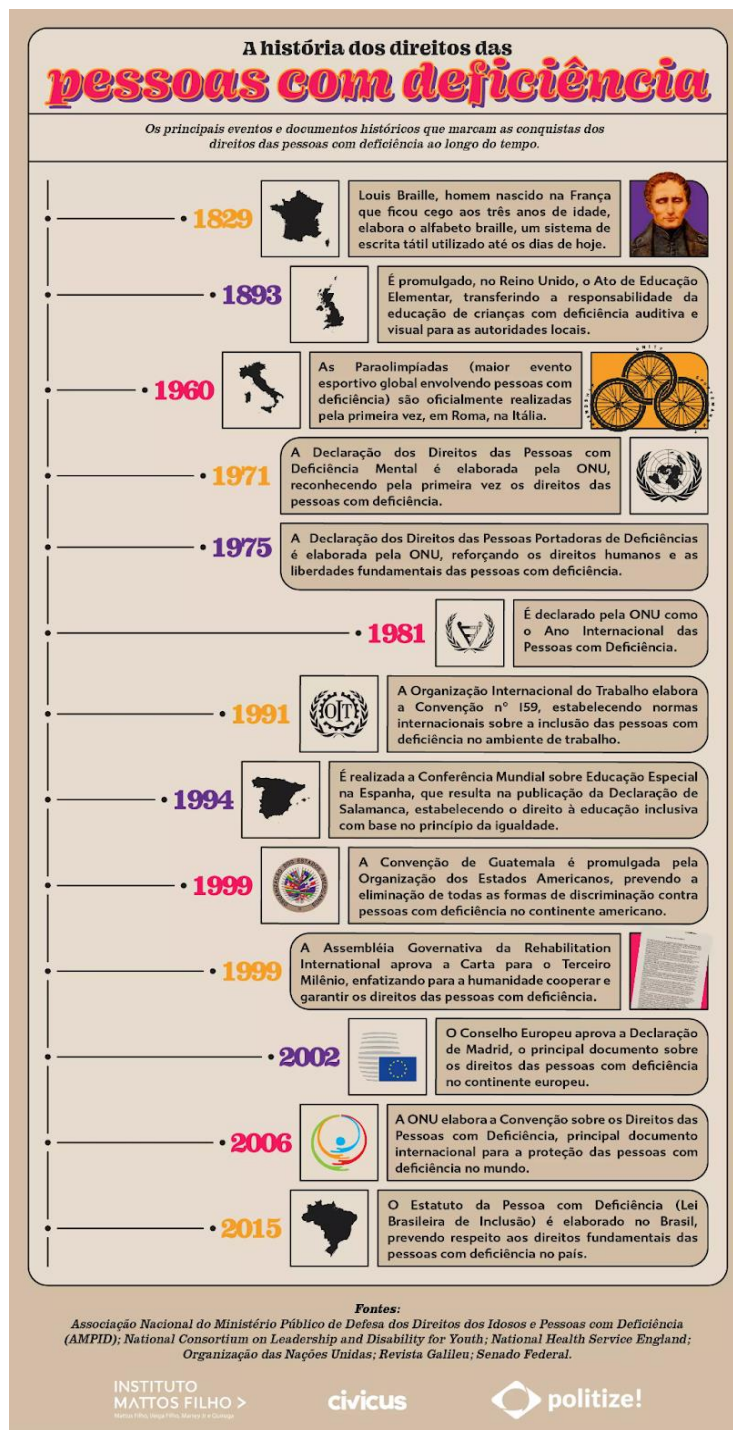 A história dos direitos das
pessoas com deficiência
Os principais eventos e documentos históricos que marcam as conquistas dos
direitos das pessoas com deficiência ao longo do tempo.
1829
Louis Braille, homem nascido na França
que ficou cego aos três anos de idade,
elabora o alfabeto braille, um sistema de
escrita tátil utilizado até os dias de hoje.
1893
É promulgado, no Reino Unido, o Ato de Educação
Elementar, transferindo a responsabilidade da
educação de crianças com deficiência auditiva e
visual para as autoridades locais.
1960
As Paraolimpíadas (maior evento
esportivo global envolvendo pessoas com
deficiência) são oficialmente realizadas
pela primeira vez, em Roma, na Itália.
UNITY
1971
A Declaração dos Direitos das Pessoas com
Deficiência Mental é elaborada pela ONU,
reconhecendo pela primeira vez os direitos das
pessoas com deficiência.
1975
A Declaração dos Direitos das Pessoas Portadoras de Deficiências
é elaborada pela ONU, reforçando os direitos humanos e as
liberdades fundamentais das pessoas com deficiência.
1981
É declarado pela ONU como
o Ano Internacional das
Pessoas com Deficiência.
1991
OIT
A Organização Internacional do Trabalho elabora
a Convenção n° 159, estabelecendo normas
internacionais sobre a inclusão das pessoas com
deficiência no ambiente de trabalho.
1994
É realizada a Conferência Mundial sobre Educação Especial
na Espanha, que resulta na publicação da Declaração de
Salamanca, estabelecendo o direito à educação inclusiva
com base no princípio da igualdade.
1999
A Convenção de Guatemala é promulgada pela
Organização dos Estados Americanos, prevendo a
eliminação de todas as formas de discriminação contra
pessoas com deficiência no continente americano.
1999
A Assembléia Governativa da Rehabilitation
International aprova a Carta para o Terceiro
Milênio, enfatizando para a humanidade cooperar e
garantir os direitos das pessoas com deficiência.
2002
O Conselho Europeu aprova a Declaração
de Madrid, o principal documento sobre
os direitos das pessoas com deficiência
no continente europeu.
2006
A ONU elabora a Convenção sobre os Direitos das
Pessoas com Deficiência, principal documento
internacional para a proteção das pessoas com
deficiência no mundo.
2015
O Estatuto da Pessoa com Deficiência (Lei
Brasileira de Inclusão) é elaborado no Brasil,
prevendo respeito aos direitos fundamentais das
pessoas com deficiência no país.
Fontes:
Associação Nacional do Ministério Público de Defesa dos Direitos dos Idosos e Pessoas com Deficiência
(AMPID); National Consortium on Leadership and Disability for Youth; National Health Service England;
Organização das Nações Unidas; Revista Galileu; Senado Federal.
INSTITUTO
MATTOS FILHO >
civicus
politize!